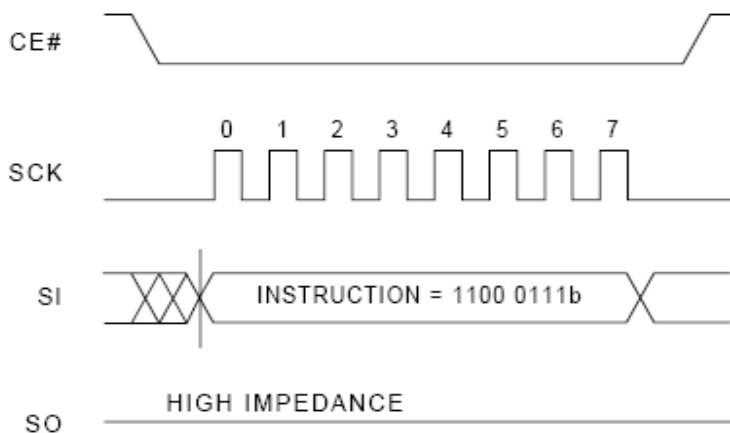 CE#
0 1 2 3 4 5 6 7
SCK
SI
INSTRUCTION = 1100 0111b
HIGH IMPEDANCE
SO